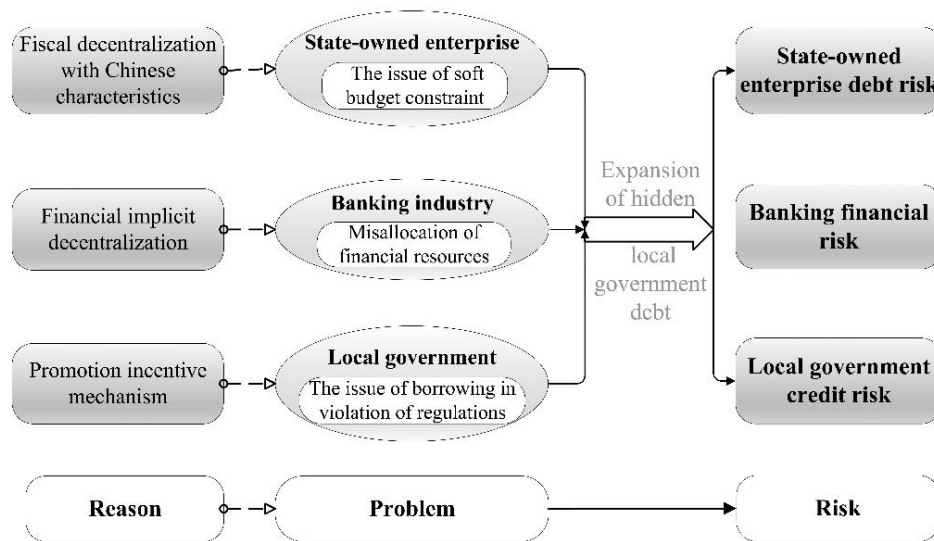 Fiscal decentralization
with Chinese
characteristics
State-owned enterprise
The issue of soft
budget constraint
State-owned
enterprise debt risk
Financial implicit
decentralization
Banking industry
Misallocation of
financial resources
Expansion
of hidden
local
government
debt
Banking financial
risk
Promotion incentive
mechanism
Local government
The issue of borrowing in
violation of regulations
Local government
credit risk
Reason
Problem
Risk